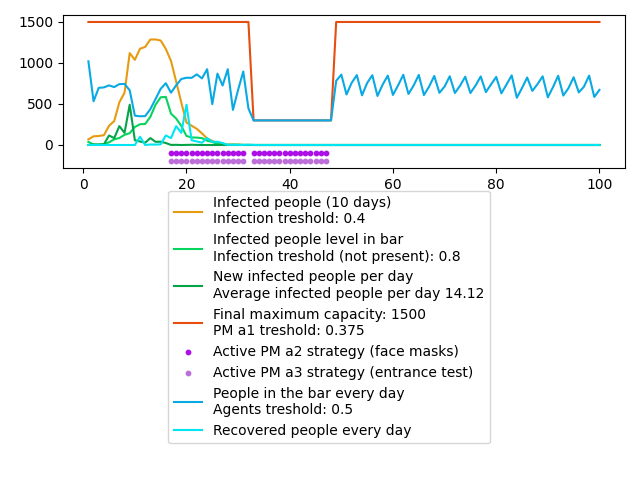 1500
1000
500
0
0 20 40 60 80 100
Infected people (10 days)
Infection treshold: 0.4
Infected people level in bar
Infection treshold (not present): 0.8
New infected people per day
Average infected people per day 14.12
Final maximum capacity: 1500
PM a1 treshold: 0.375
Active PM a2 strategy (face masks)
Active PM a3 strategy (entrance test)
People in the bar every day
Agents treshold: 0.5
Recovered people every day